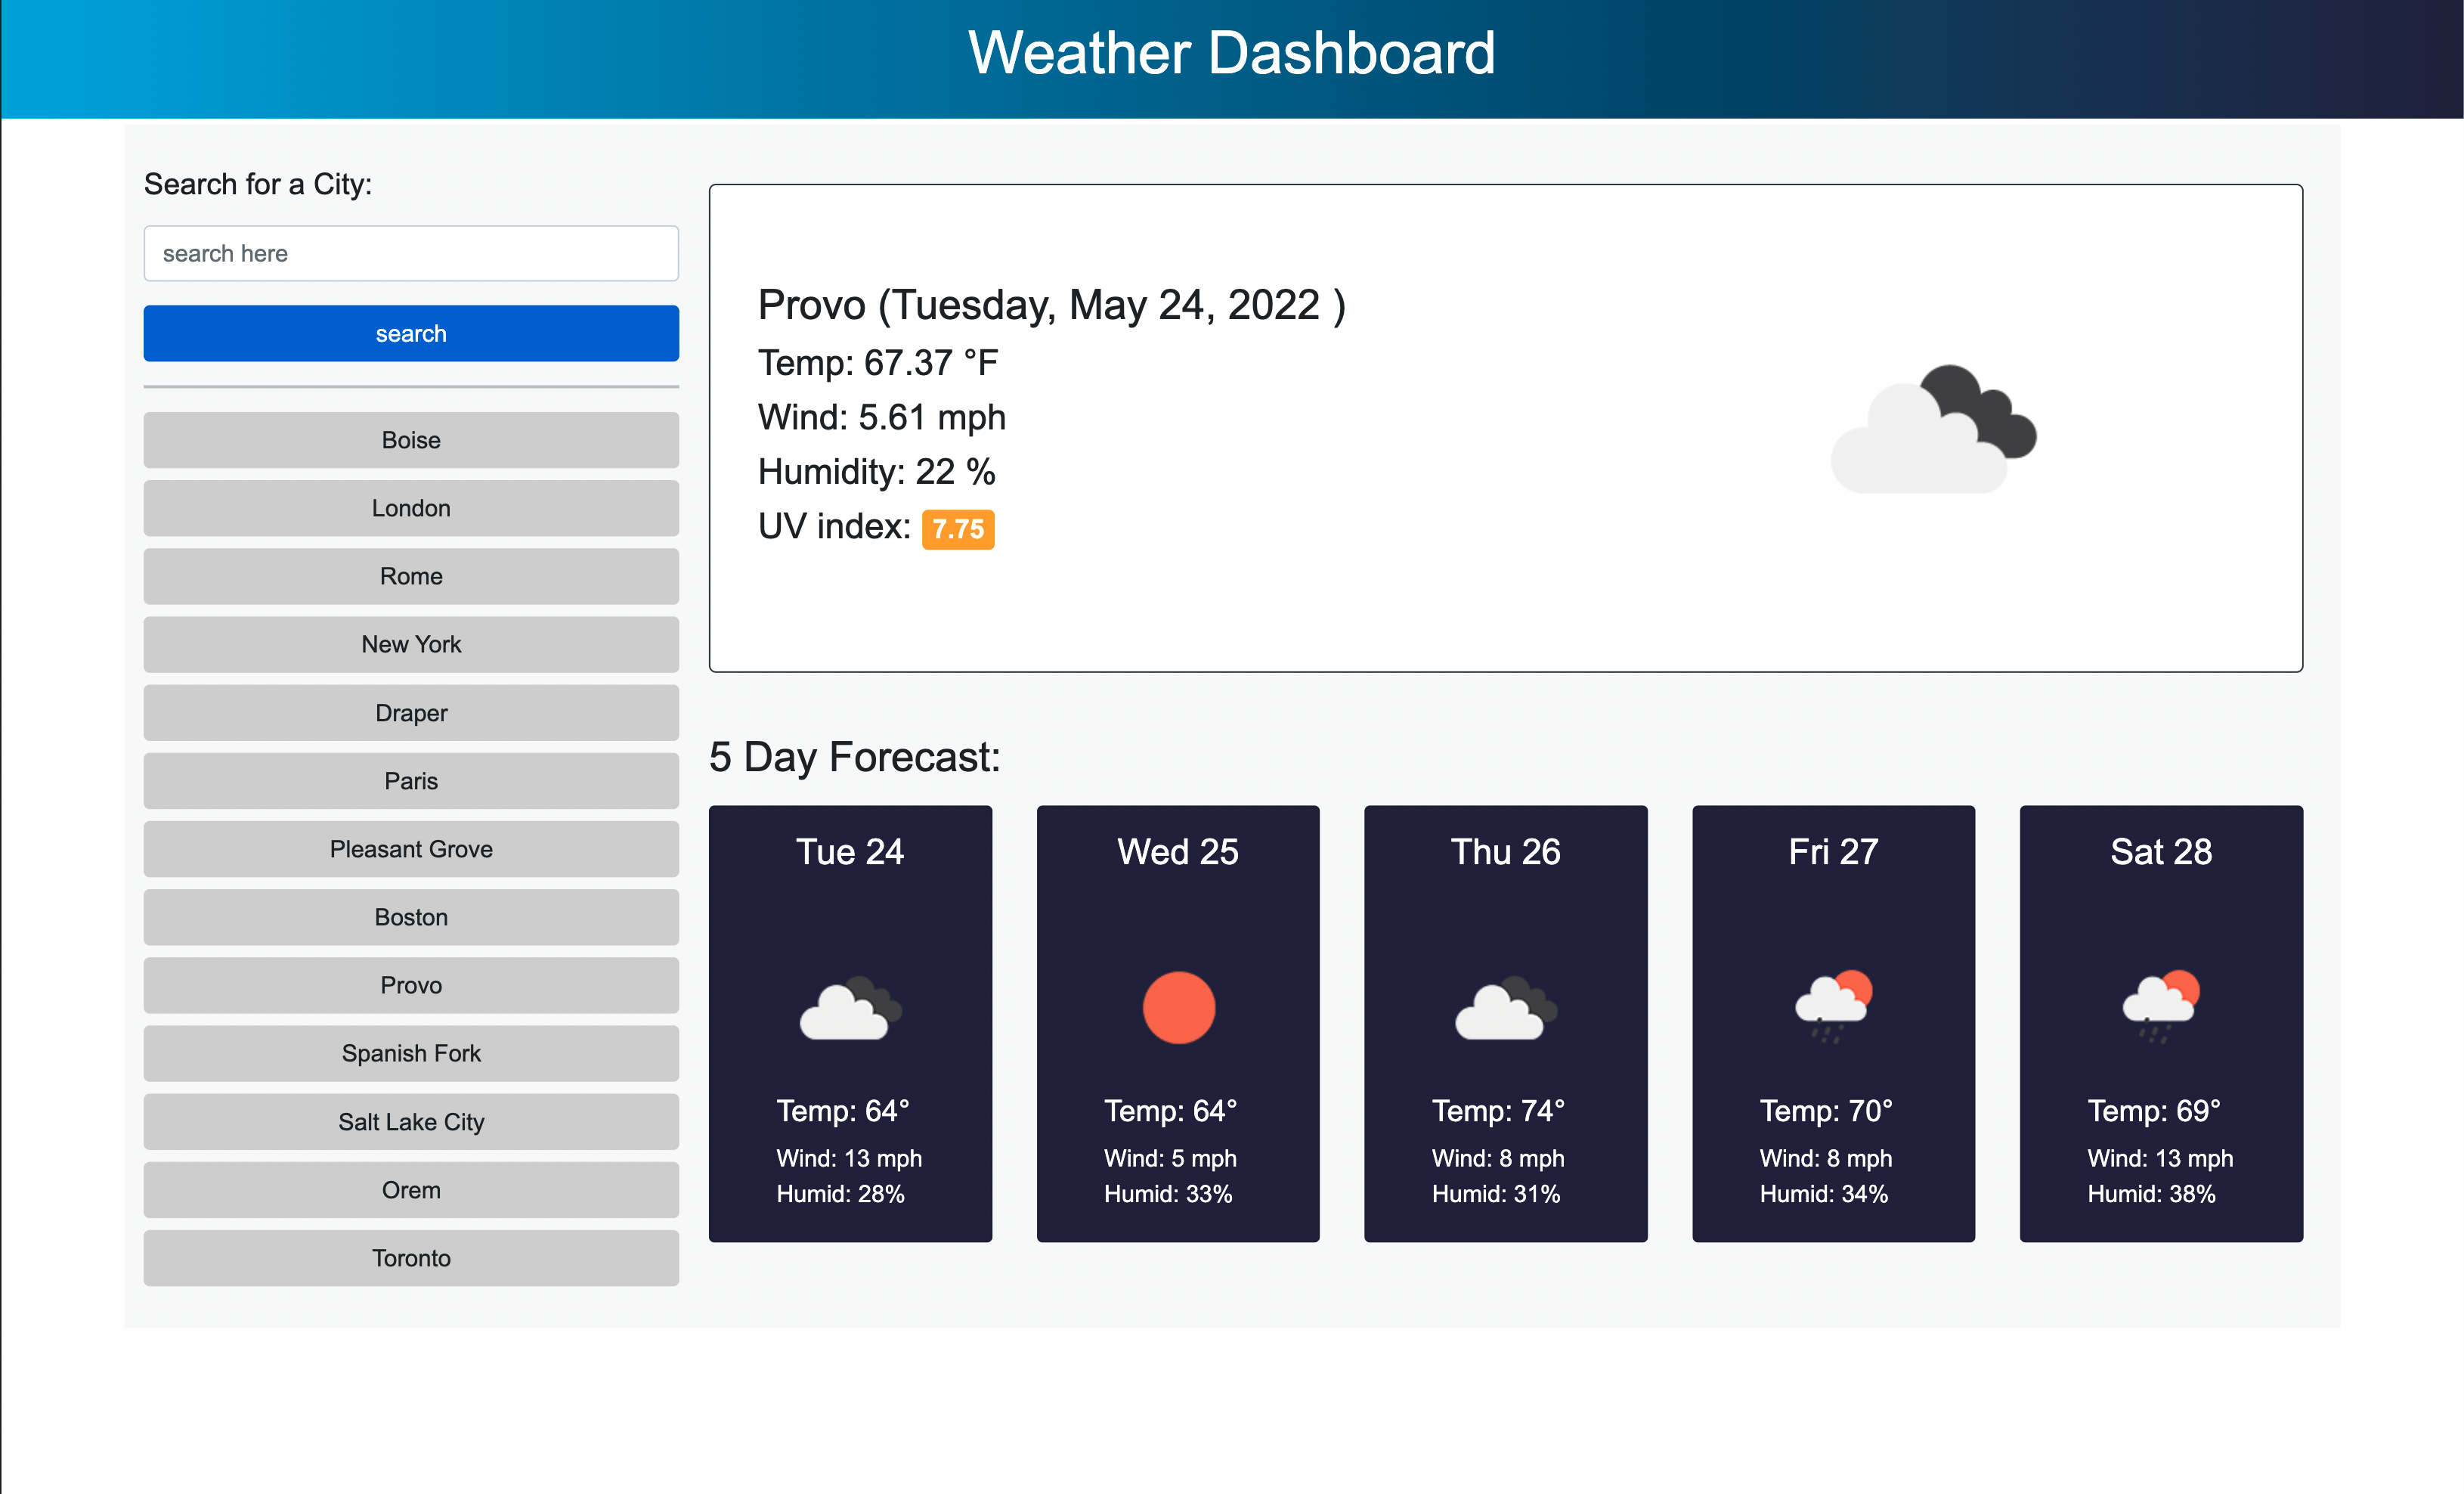 Weather Dashboard
Search for a City:
search here
search
Boise
London
Rome
New York
Draper
Paris
Pleasant Grove
Boston
Provo
Spanish Fork
Salt Lake City
Orem
Toronto
Provo (Tuesday, May 24, 2022 )
Temp: 67.37 °F
Wind: 5.61 mph
Humidity: 22 %
UV index: 7.75
5 Day Forecast:
Tue 24
Temp: 64°
Wind: 13 mph
Humid: 28%
Wed 25
Temp: 64°
Wind: 5 mph
Humid: 33%
Thu 26
Temp: 74°
Wind: 8 mph
Humid: 31%
Fri 27
Temp: 70°
Wind: 8 mph
Humid: 34%
Sat 28
Temp: 69°
Wind: 13 mph
Humid: 38%